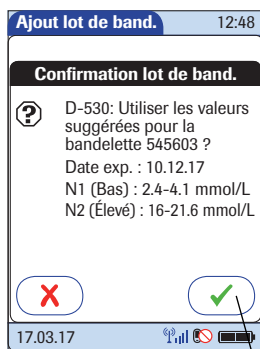 Ajout lot de band. 12:48
Confirmation lot de band.
D-530: Utiliser les valeurs
suggérées pour la
bandelette 545603 ?
Date exp. : 10.12.17
N1 (Bas) : 2.4-4.1 mmol/L
N2 (Élevé) : 16-21.6 mmol/L
17.03.17